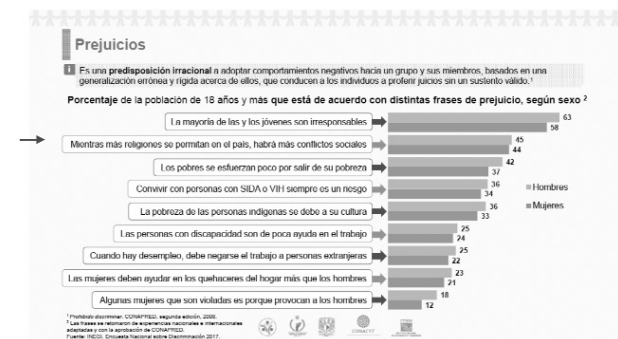 Prejuicios
i Es una predisposición irracional a adoptar comportamientos negativos hacia un grupo y sus miembros, basados en una
generalización errónea y rígida acerca de ellos, que conducen a los individuos a proferir juicios sin un sustento válido.¹
Porcentaje de la población de 18 años y más que está de acuerdo con distintas frases de prejuicio, según sexo ²
La mayoría de las y los jóvenes son irresponsables 63
58
Mientras más religiones se permitan en el país, habrá más conflictos sociales 45
44
Los pobres se esfuerzan poco por salir de su pobreza 42
37
Convivir con personas con SIDA o VIH siempre es un riesgo 36
34
Hombres
Mujeres
La pobreza de las personas indígenas se debe a su cultura 36
33
Las personas con discapacidad son de poca ayuda en el trabajo 25
24
Cuando hay desempleo, debe negarse el trabajo a personas extranjeras 25
22
Las mujeres deben ayudar en los quehaceres del hogar más que los hombres 23
21
Algunas mujeres que son violadas es porque provocan a los hombres 18
12
¹ Prohibido discriminar. CONAPRED, segunda edición, 2008.
² Las frases se retomaron de experiencias nacionales e internacionales
adaptadas y con la aprobación de CONAPRED.
Fuente: INEGI. Encuesta Nacional sobre Discriminación 2017.
CONACYT